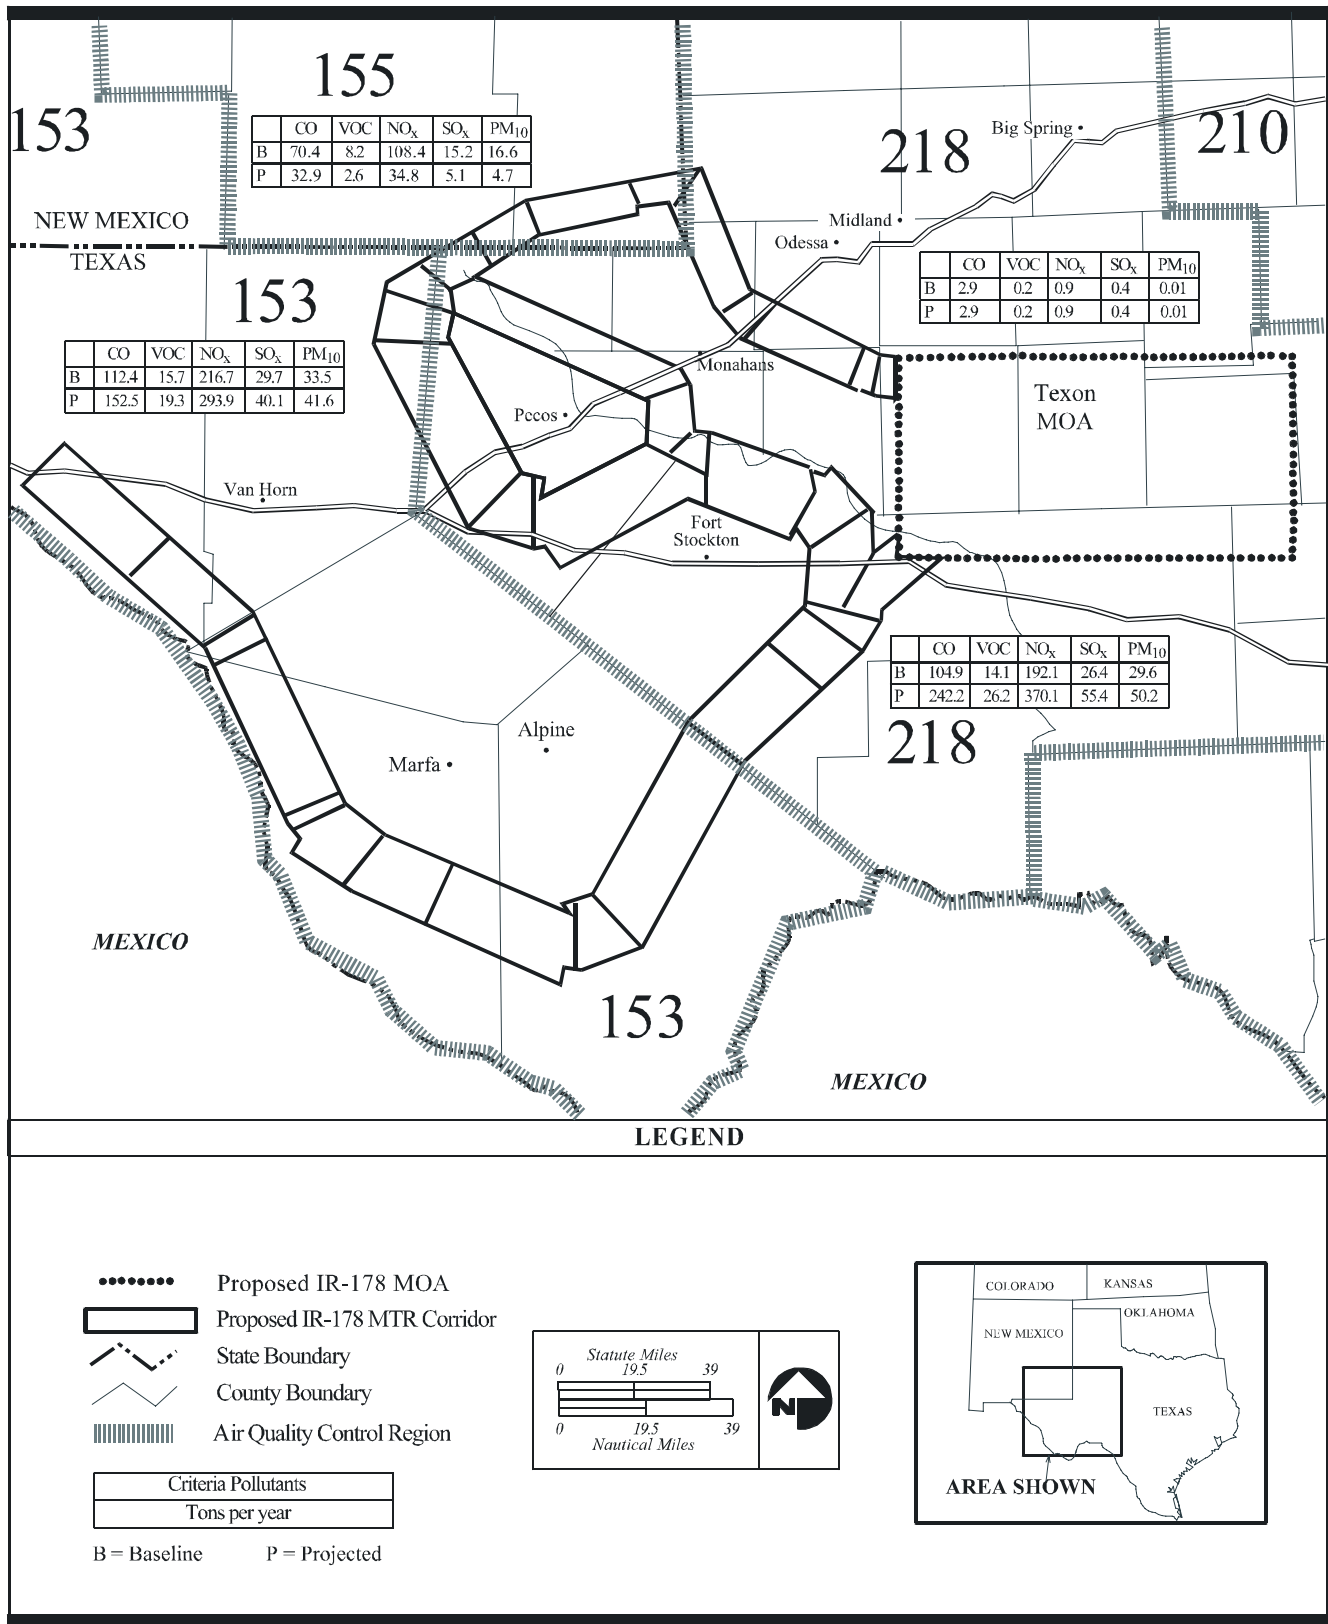 155
153
CO VOC NOx SOx PM10
B 70.4 8.2 108.4 15.2 16.6
P 32.9 2.6 34.8 5.1 4.7
218
Big Spring
210
NEW MEXICO
TEXAS
Midland
Odessa
153
CO VOC NOx SOx PM10
B 2.9 0.2 0.9 0.4 0.01
P 2.9 0.2 0.9 0.4 0.01
CO VOC NOx SOx PM10
B 112.4 15.7 216.7 29.7 33.5
P 152.5 19.3 293.9 40.1 41.6
Monahans
Texon
MOA
Pecos
Van Horn
Fort
Stockton
CO VOC NOx SOx PM10
B 104.9 14.1 192.1 26.4 29.6
P 242.2 26.2 370.1 55.4 50.2
218
Alpine
Marfa
MEXICO
153
MEXICO
LEGEND
Proposed IR-178 MOA
Proposed IR-178 MTR Corridor
State Boundary
County Boundary
Air Quality Control Region
Criteria Pollutants
Tons per year
B = Baseline P = Projected
Statute Miles
0 19.5 39
0 19.5 39
Nautical Miles
N
COLORADO
KANSAS
OKLAHOMA
NEW MEXICO
TEXAS
AREA SHOWN